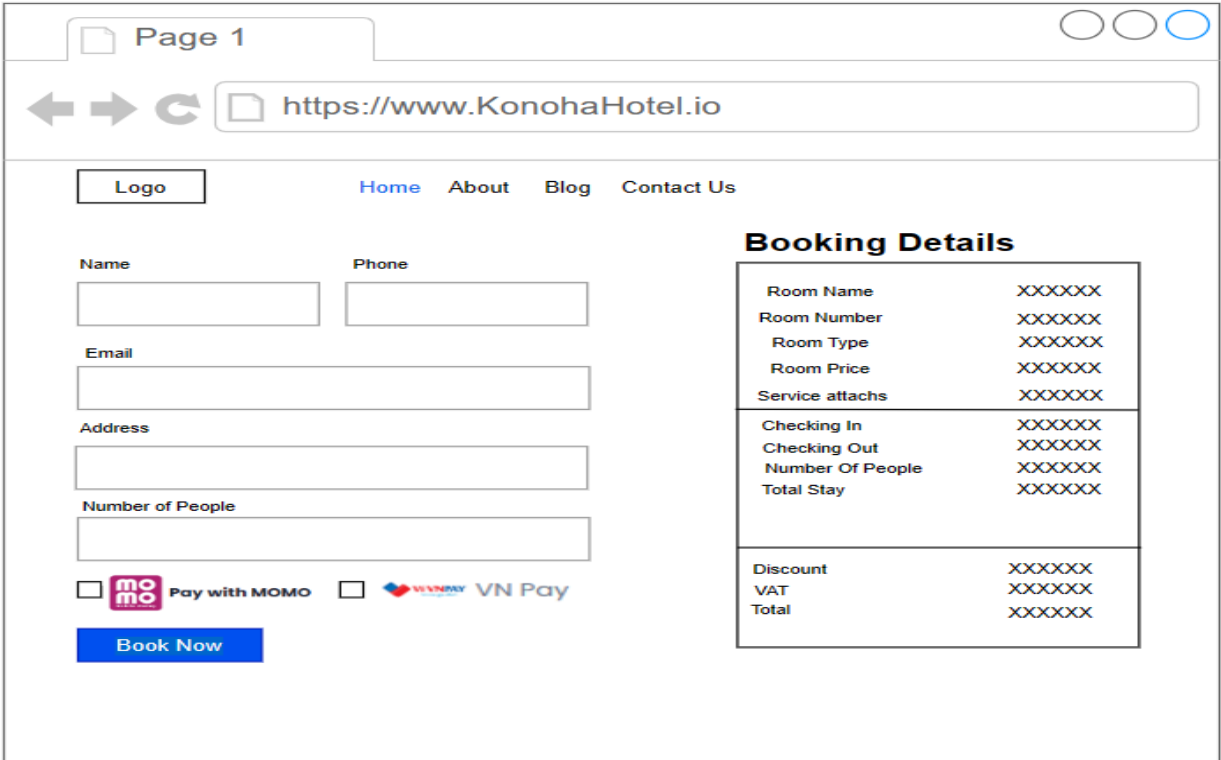 Page 1
https://www.KonohaHotel.io
Logo
Home About Blog Contact Us
Name Phone
Email
Address
Number of People
mo
mo
Pay with MOMO
VN Pay
Book Now
Booking Details
Room Name XXXXXX
Room Number XXXXXX
Room Type XXXXXX
Room Price XXXXXX
Service attachs XXXXXX
Checking In XXXXXX
Checking Out XXXXXX
Number Of People XXXXXX
Total Stay XXXXXX
Discount XXXXXX
VAT XXXXXX
Total XXXXXX